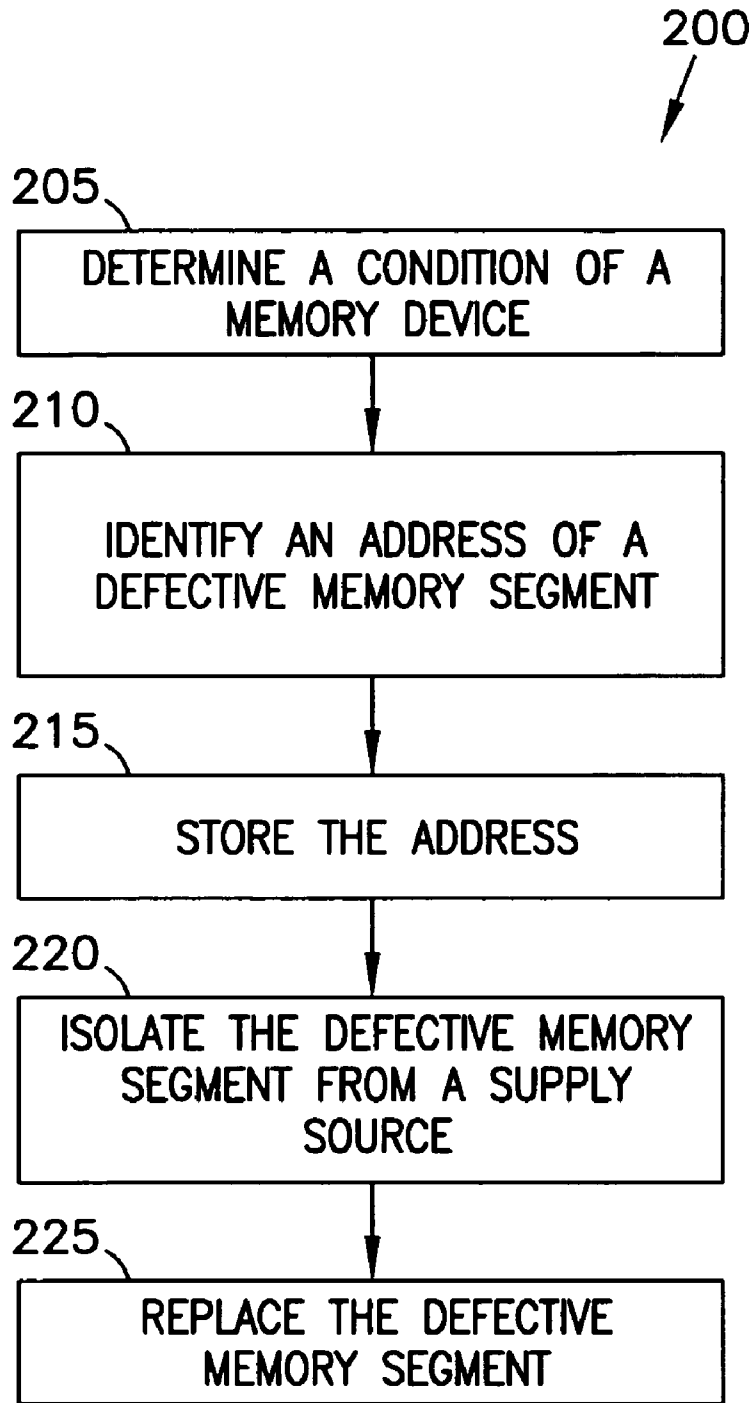 200
205
DETERMINE A CONDITION OF A
MEMORY DEVICE
210
IDENTIFY AN ADDRESS OF A
DEFECTIVE MEMORY SEGMENT
215
STORE THE ADDRESS
220
ISOLATE THE DEFECTIVE MEMORY
SEGMENT FROM A SUPPLY
SOURCE
225
REPLACE THE DEFECTIVE
MEMORY SEGMENT